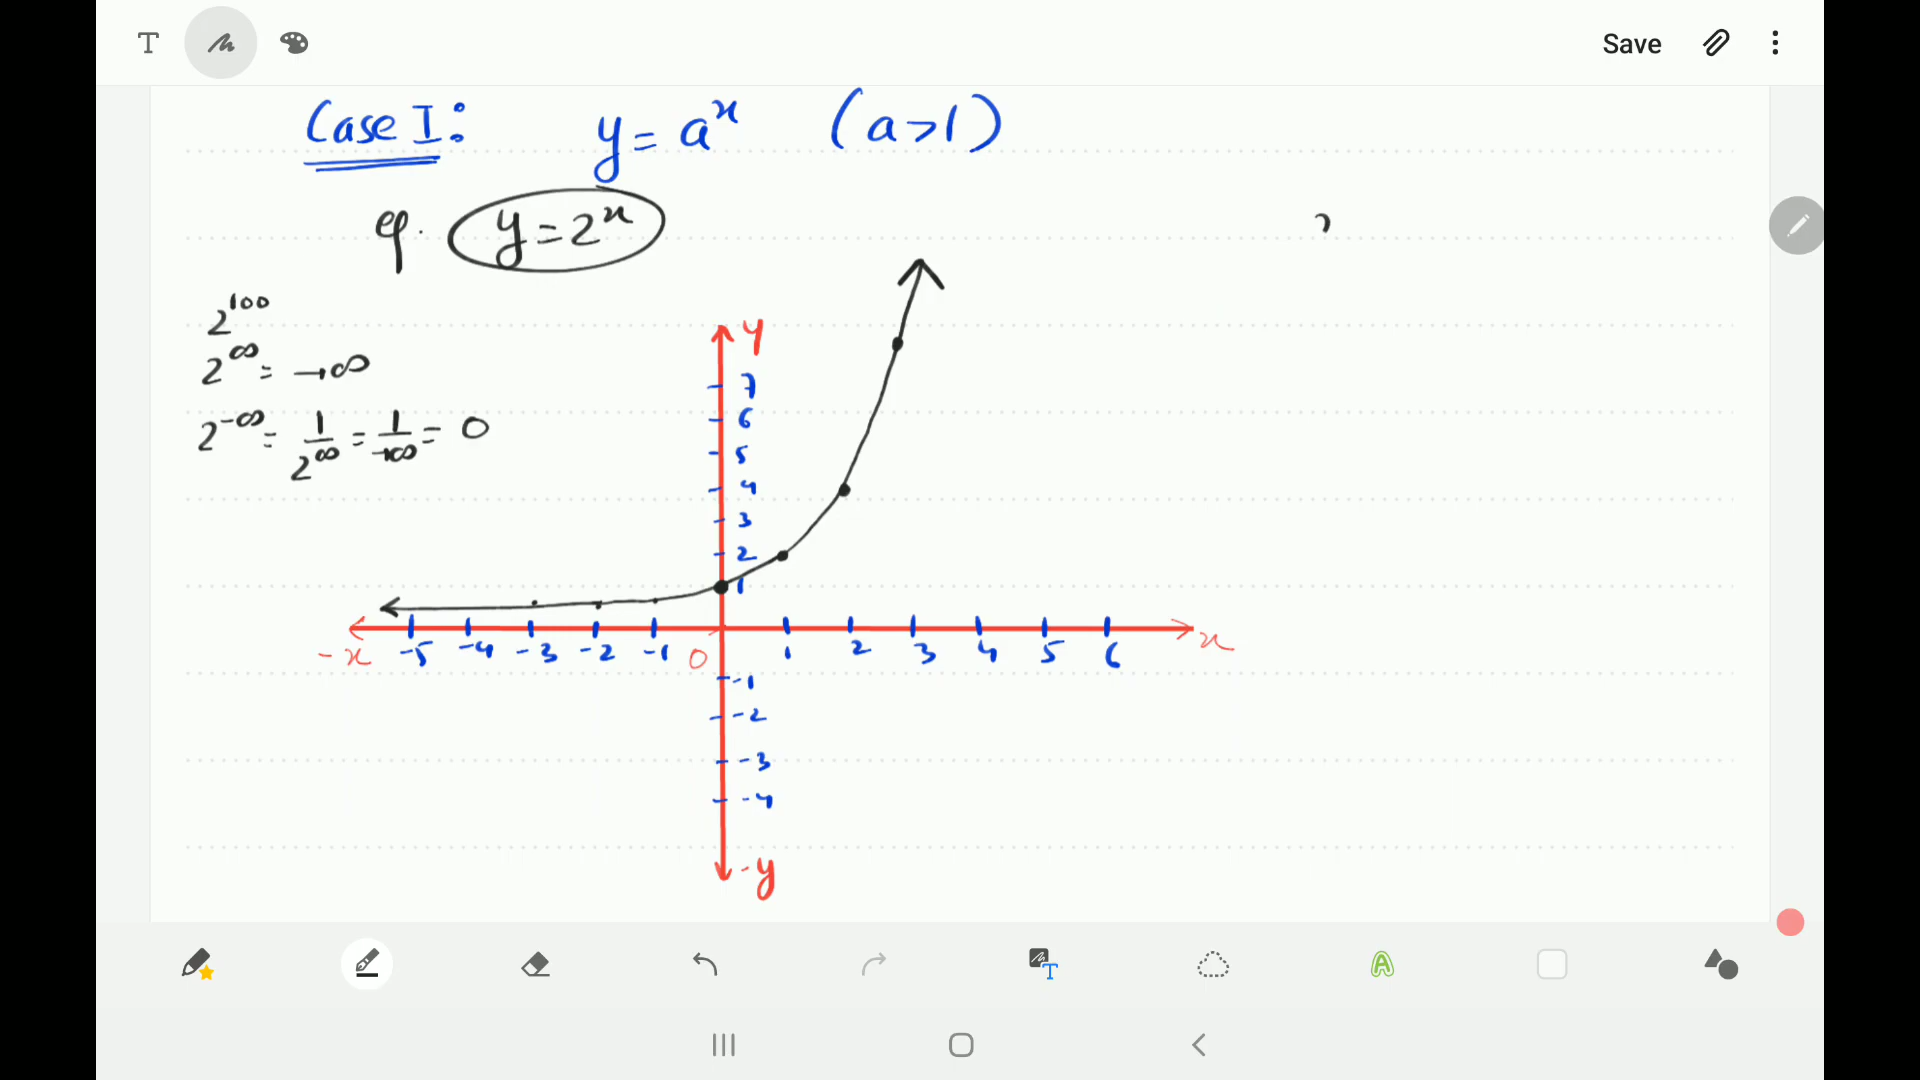 Save
Case I: y = a^x (a>1)
eg. y = 2^x
2^100
2^∞ = →∞
2^-∞ = 1/2^∞ = 1/→∞ = 0
y
7
6
5
4
3
2
1
-x -5 -4 -3 -2 -1 0 1 2 3 4 5 6 x
-1
-2
-3
-4
-y